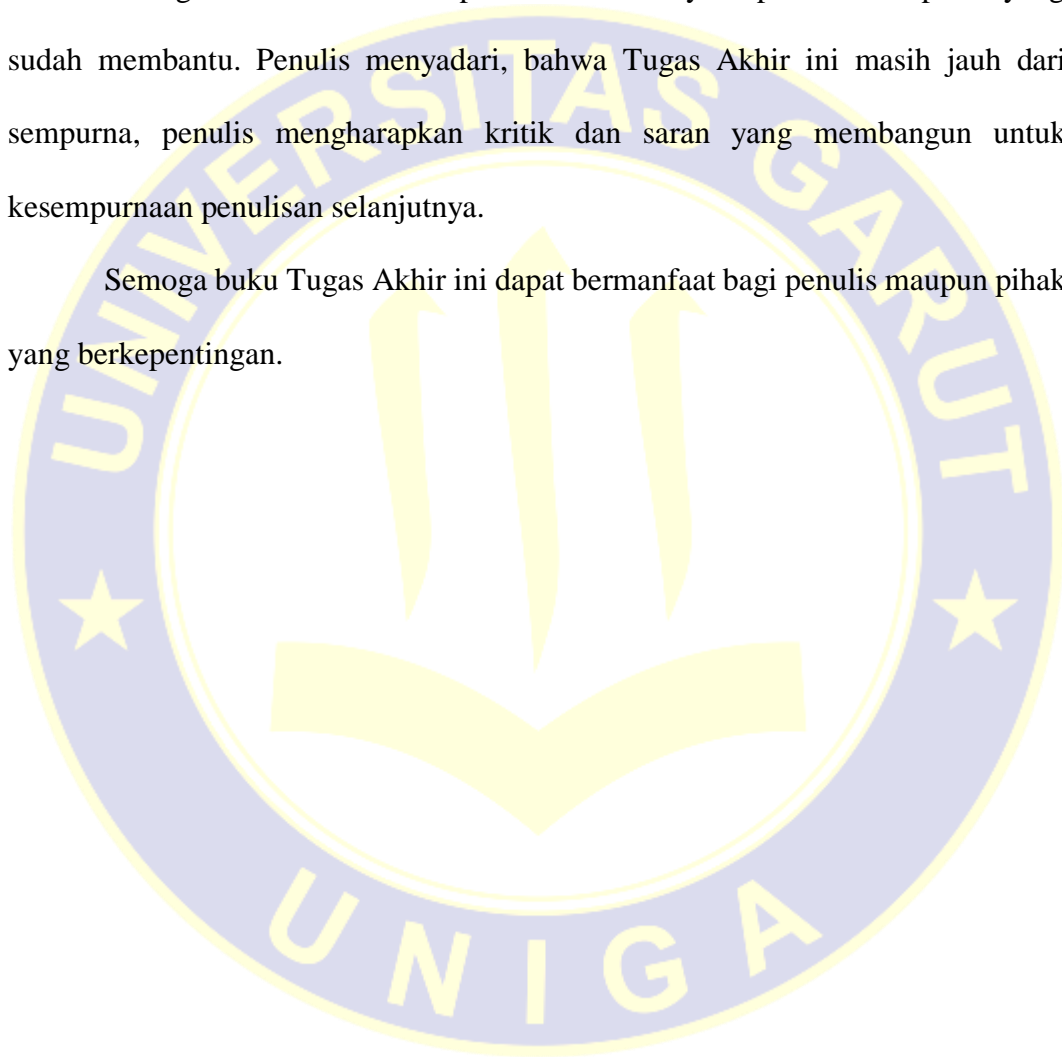 sudah membantu. Penulis menyadari, bahwa Tugas Akhir ini masih jauh dari
sempurna, penulis mengharapkan kritik dan saran yang membangun untuk
kesempurnaan penulisan selanjutnya.
Semoga buku Tugas Akhir ini dapat bermanfaat bagi penulis maupun pihak
yang berkepentingan.
UNIVERSITAS GARUT
UNIGA